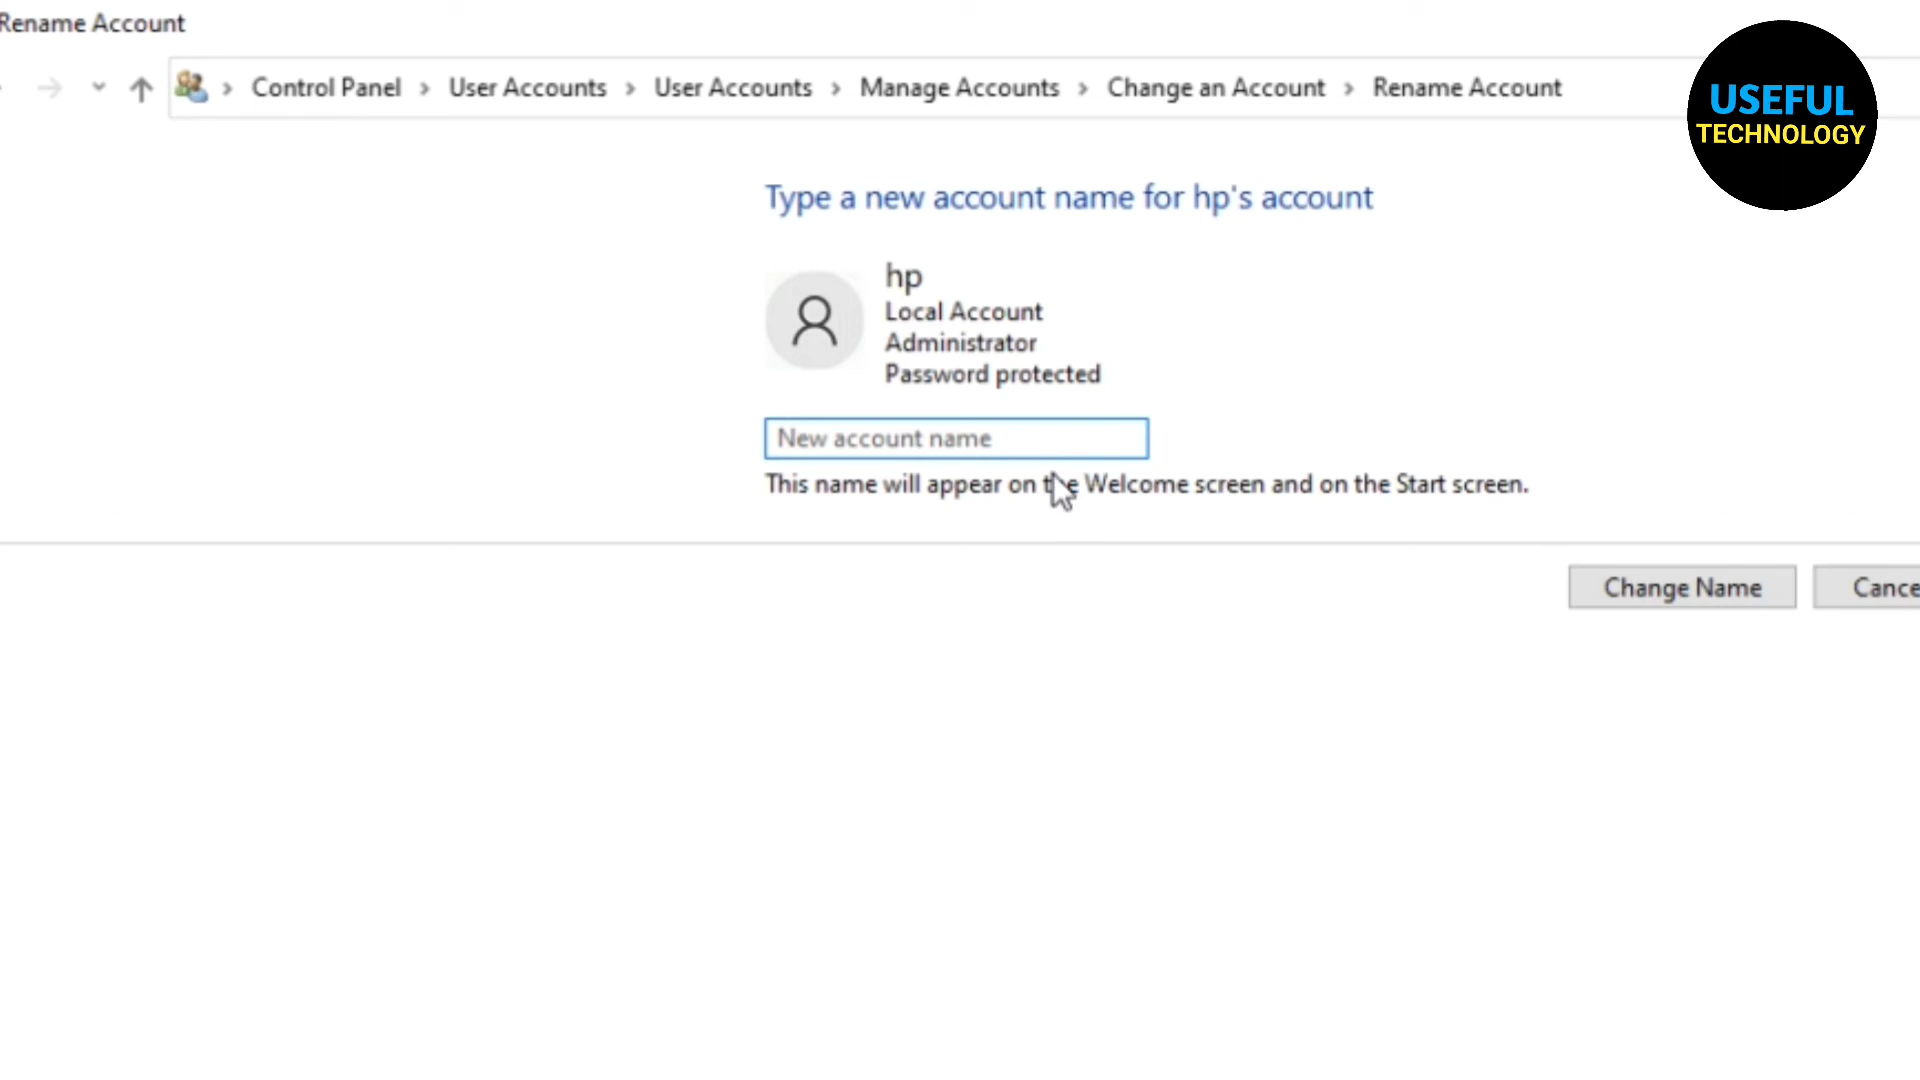 Rename Account
Control Panel > User Accounts > User Accounts > Manage Accounts > Change an Account > Rename Account
USEFUL
TECHNOLOGY
Type a new account name for hp's account
hp
Local Account
Administrator
Password protected
New account name
This name will appear on the Welcome screen and on the Start screen.
Change Name
Cance